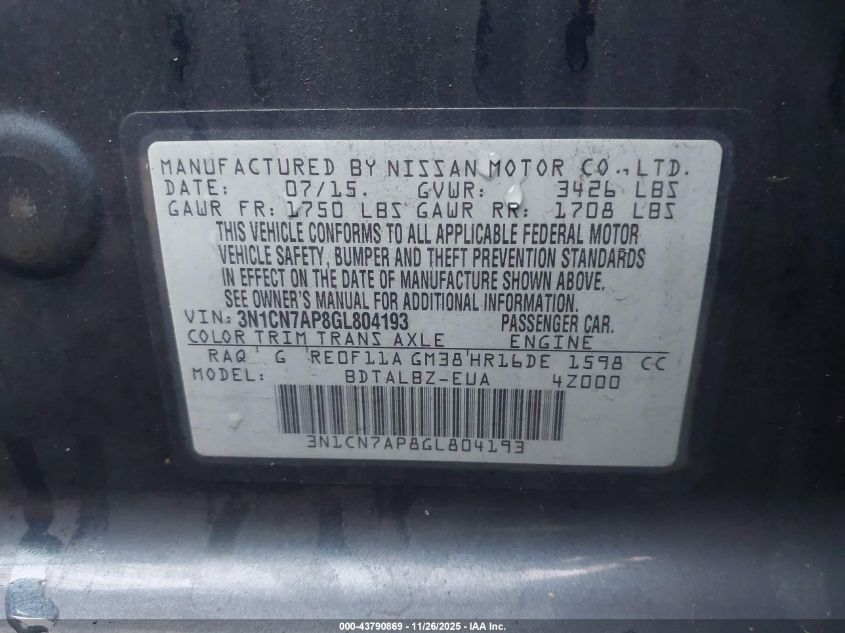 MANUFACTURED BY NISSAN MOTOR CO., LTD.
DATE: 07/15. GVWR: 3426 LBS
GAWR FR: 1750 LBS GAWR RR: 1708 LBS
THIS VEHICLE CONFORMS TO ALL APPLICABLE FEDERAL MOTOR
VEHICLE SAFETY, BUMPER AND THEFT PREVENTION STANDARDS
IN EFFECT ON THE DATE OF MANUFACTURE SHOWN ABOVE.
SEE OWNER'S MANUAL FOR ADDITIONAL INFORMATION.
VIN: 3N1CN7AP8GL804193 PASSENGER CAR.
COLOR TRIM TRANS AXLE ENGINE
RAQ G RE0F11A GM38 HR16DE 1598 CC
MODEL: BDTALBZ-EUA 4Z000
3N1CN7AP8GL804193
000-43790869 - 11/26/2025 - IAA Inc.